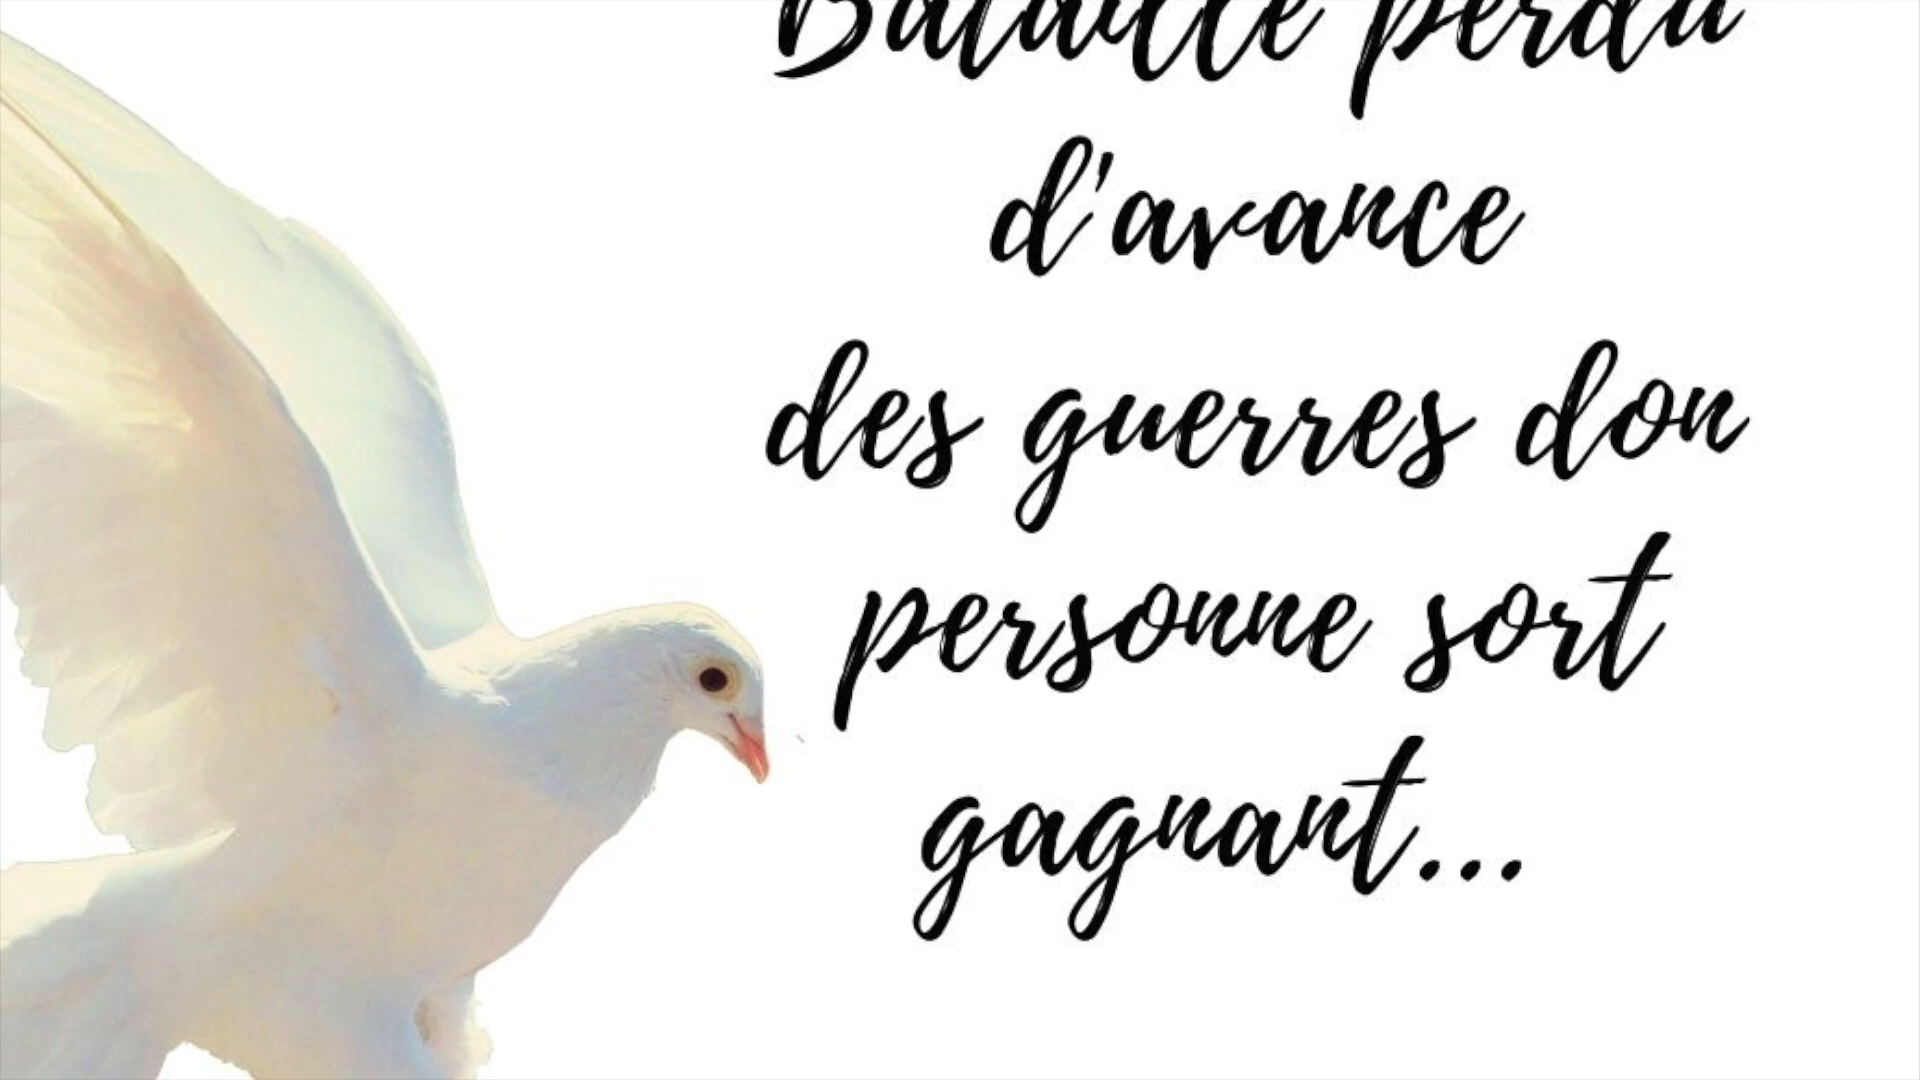 Bataille perdu
d'avance
des guerres don
personne sort
gagnant...